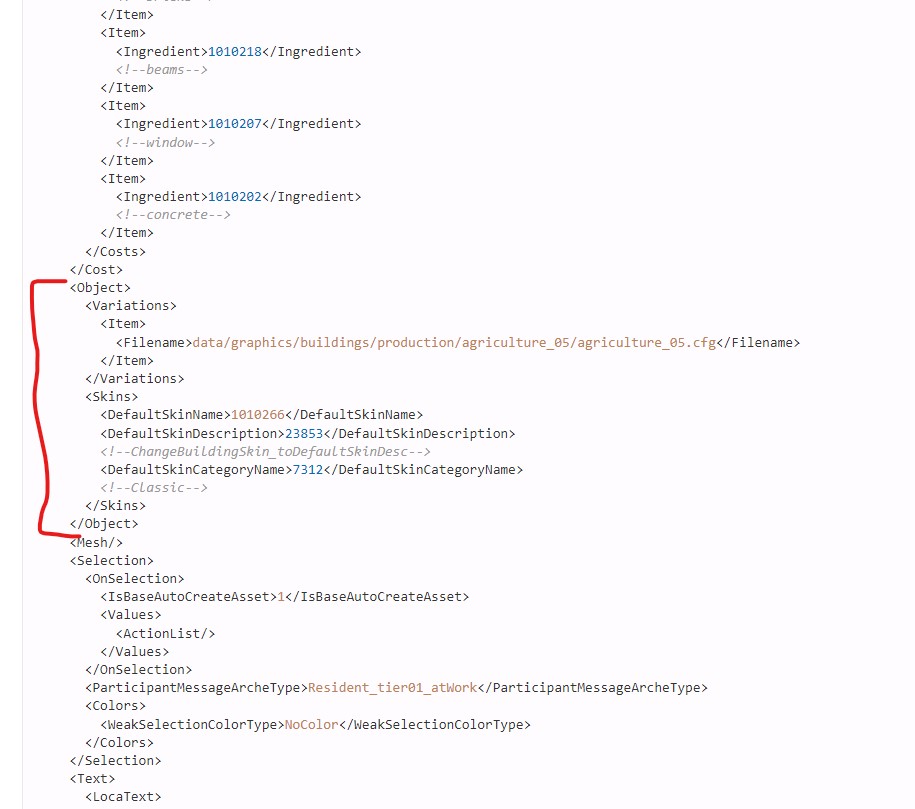 </Item>
<Item>
<Ingredient>1010218</Ingredient>
<!--beams-->
</Item>
<Item>
<Ingredient>1010207</Ingredient>
<!--window-->
</Item>
<Item>
<Ingredient>1010202</Ingredient>
<!--concrete-->
</Item>
</Costs>
</Cost>
<Object>
<Variations>
<Item>
<Filename>data/graphics/buildings/production/agriculture_05/agriculture_05.cfg</Filename>
</Item>
</Variations>
<Skins>
<DefaultSkinName>1010266</DefaultSkinName>
<DefaultSkinDescription>23853</DefaultSkinDescription>
<!--ChangeBuildingSkin_toDefaultSkinDesc-->
<DefaultSkinCategoryName>7312</DefaultSkinCategoryName>
<!--Classic-->
</Skins>
</Object>
<Mesh/>
<Selection>
<OnSelection>
<IsBaseAutoCreateAsset>1</IsBaseAutoCreateAsset>
<Values>
<ActionList/>
</Values>
</OnSelection>
<ParticipantMessageArcheType>Resident_tier01_atWork</ParticipantMessageArcheType>
<Colors>
<WeakSelectionColorType>NoColor</WeakSelectionColorType>
</Colors>
</Selection>
<Text>
<LocaText>